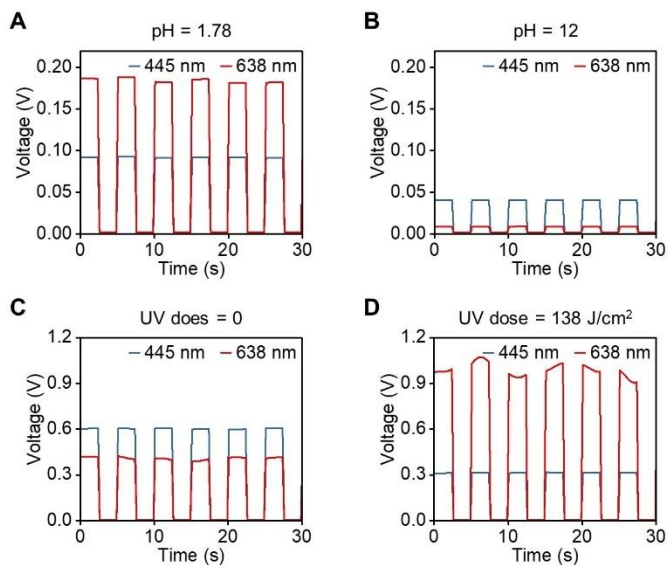 A
pH = 1.78
445 nm 638 nm
0.20
0.15
0.10
0.05
0.00
Voltage (V)
0 10 20 30
Time (s)
B
pH = 12
445 nm 638 nm
0.20
0.15
0.10
0.05
0.00
Voltage (V)
0 10 20 30
Time (s)
C
UV does = 0
445 nm 638 nm
1.2
0.9
0.6
0.3
0.0
Voltage (V)
0 10 20 30
Time (s)
D
UV dose = 138 J/cm²
445 nm 638 nm
1.2
0.9
0.6
0.3
0.0
Voltage (V)
0 10 20 30
Time (s)